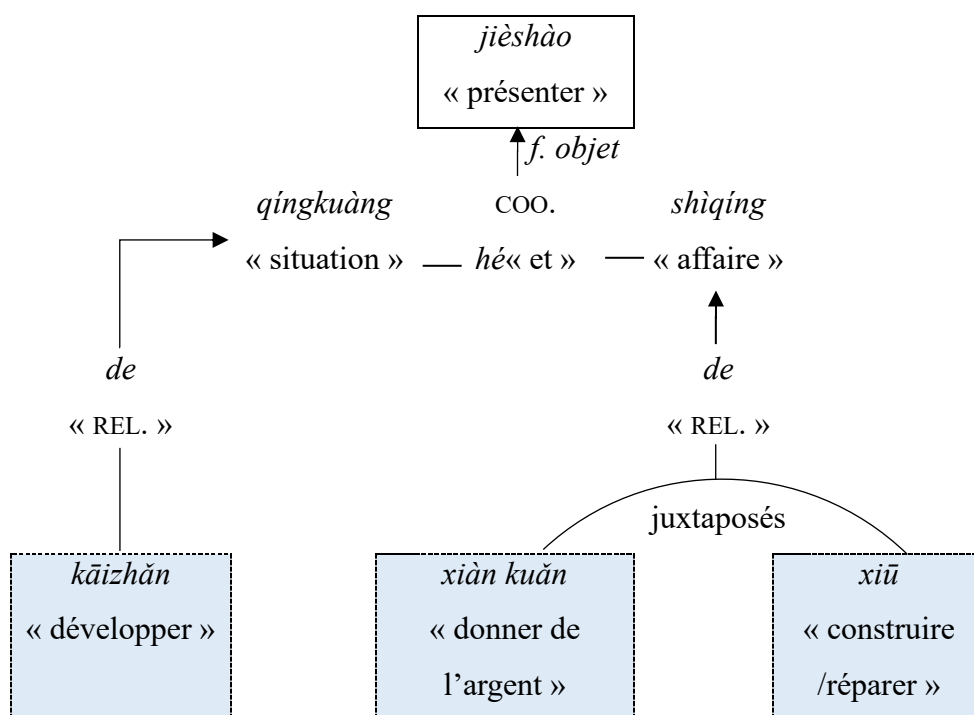 jièshào
« présenter »
f. objet
qíngkuàng COO. shìqíng
« situation » hé« et » « affaire »
de de
« REL. » « REL. »
juxtaposés
kāizhǎn xiàn kuǎn xiū
« développer » « donner de « construire
l’argent » /réparer »